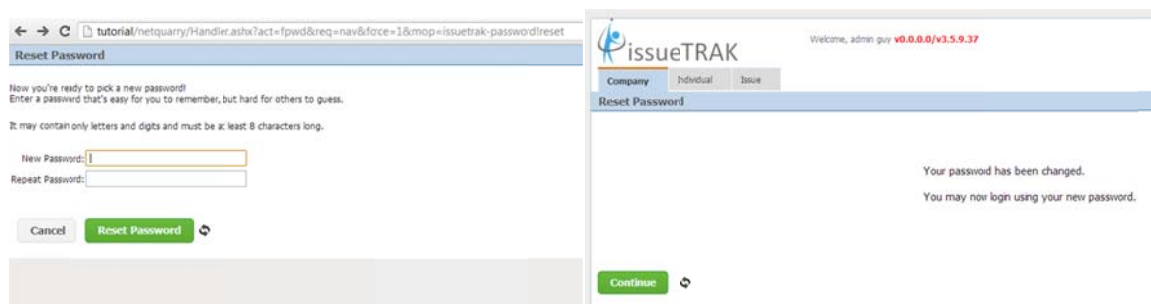 tutorial/netquarry/Handler.ashx?act=fpwd&req=nav&force=1&mop=issuetrak-password!reset
Reset Password
Now you're ready to pick a new password!
Enter a password that's easy for you to remember, but hard for others to guess.
It may contain only letters and digits and must be at least 8 characters long.
New Password:
Repeat Password:
Cancel
Reset Password
issueTRAK
Welcome, admin guy v0.0.0.0/v3.5.9.37
Company
Individual
Issue
Reset Password
Your password has been changed.
You may now login using your new password.
Continue